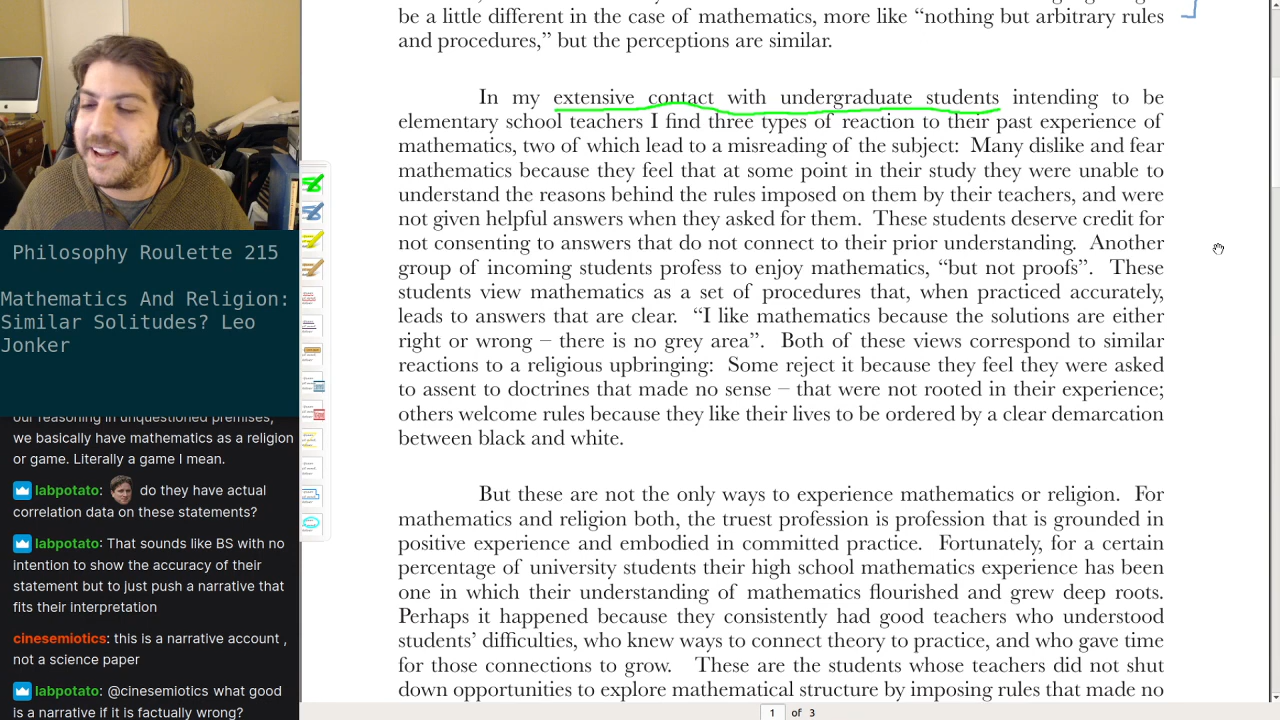 be a little different in the case of mathematics, more like “nothing but arbitrary rules
and procedures,” but the perceptions are similar.
In my extensive contact with undergraduate students intending to be
elementary school teachers I find three types of reaction to their past experience of
mathematics, two of which lead to a misreading of the subject: Many dislike and fear
mathematics because they feel that at some point in their study they were unable to
understand the reasons behind the rules imposed on them by their teachers, and were
not given helpful answers when they asked for them. These students deserve credit for
not consenting to answers that do not connect to their prior understanding. Another
group of incoming students profess to enjoy mathematics, “but not proofs”. These
students view mathematics as a set of procedures that, when mastered accurately,
leads to answers that are clear. “I like mathematics because the solutions are either
right or wrong – there is no grey area”. Both of these views correspond to similar
reactions to a religious upbringing: Some reject it because they feel they were asked
to assent to doctrines that made no sense – that were not rooted in their experience;
others become rigid because they like their lives to be ordered by a clear demarcation
between black and white.
But these are not the only ways to experience mathematics or religion. For
mathematics and religion both, the best profession is a confession that is grounded in
positive experience and embodied in committed practice. Fortunately, for a certain
percentage of university students their high school mathematics experience has been
one in which their understanding of mathematics flourished and grew deep roots.
Perhaps it happened because they consistently had good teachers who understood
students’ difficulties, who knew ways to connect theory to practice, and who gave time
for those connections to grow. These are the students whose teachers did not shut
down opportunities to explore mathematical structure by imposing rules that made no
1 of 3
Philosophy Roulette 215
Mathematics And Religion:
Similar Solitudes? Leo
Jonker
our reasoning in unquestioned premises,
basically have mathematics as a religion
or game. Literally a game I mean.
labpotato: do they have actual
correlation data on these statements?
labpotato: That sounds like BS with no
intention to show the accuracy of their
statement but to just push a narrative that
fits their interpretation
cinesemiotics: this is a narrative account ,
not a science paper
labpotato: @cinesemiotics what good
is a narrative if it is factually wrong?